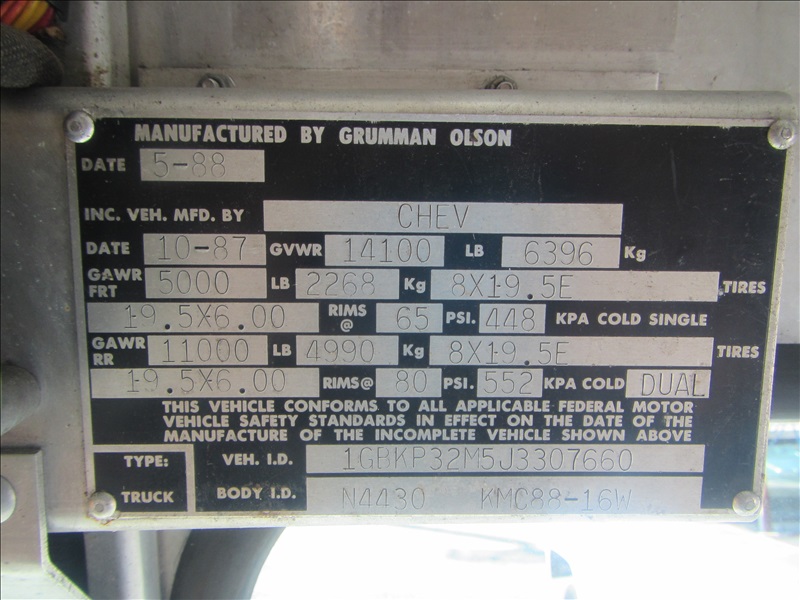 MANUFACTURED BY GRUMMAN OLSON
DATE 5-88
INC. VEH. MFD. BY CHEV
DATE 10-87 GVWR 14100 LB 6396 Kg
GAWR FRT 5000 LB 2268 Kg 8X19.5E TIRES
19.5X6.00 RIMS @ 65 PSI. 448 KPA COLD SINGLE
GAWR RR 11000 LB 4990 Kg 8X19.5E TIRES
19.5X6.00 RIMS@ 80 PSI. 552 KPA COLD DUAL
THIS VEHICLE CONFORMS TO ALL APPLICABLE FEDERAL MOTOR
VEHICLE SAFETY STANDARDS IN EFFECT ON THE DATE OF THE
MANUFACTURE OF THE INCOMPLETE VEHICLE SHOWN ABOVE
TYPE: VEH. I.D. 1GBKP32M5J3307660
TRUCK BODY I.D. N4430 KMC88-16W